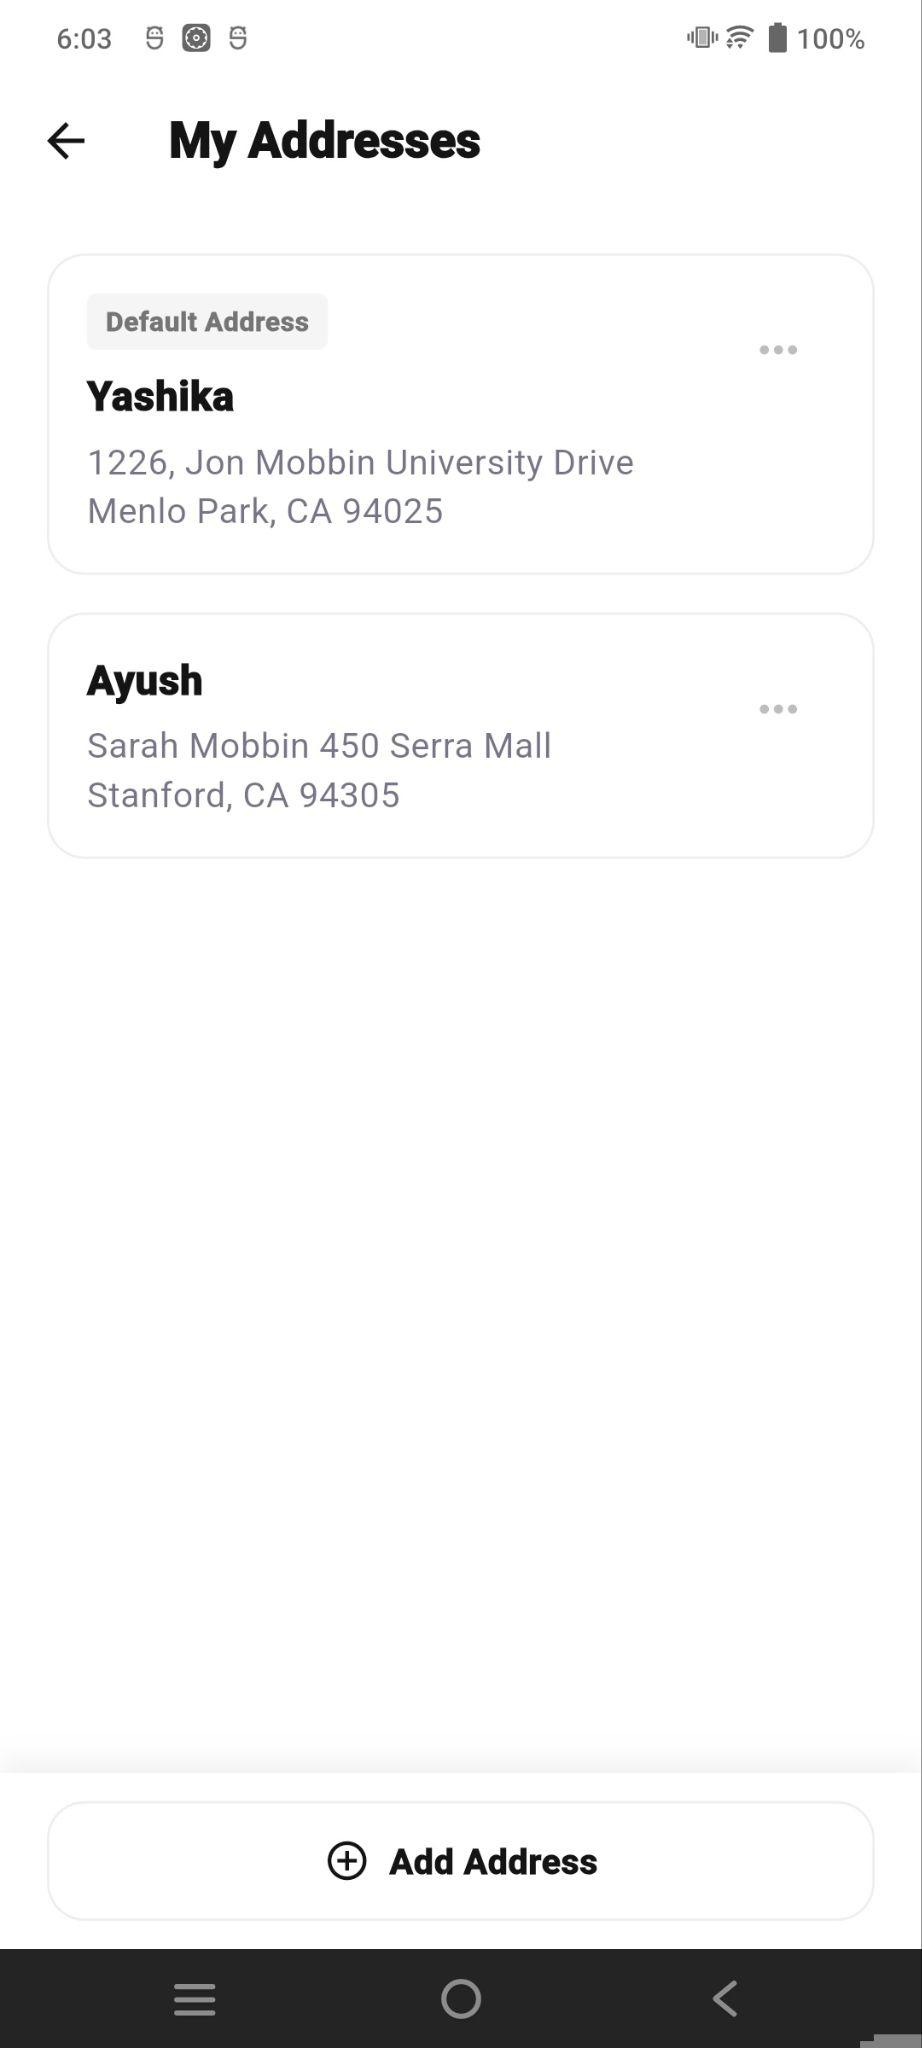 6:03
100%
My Addresses
Default Address
Yashika
1226, Jon Mobbin University Drive
Menlo Park, CA 94025
Ayush
Sarah Mobbin 450 Serra Mall
Stanford, CA 94305
Add Address